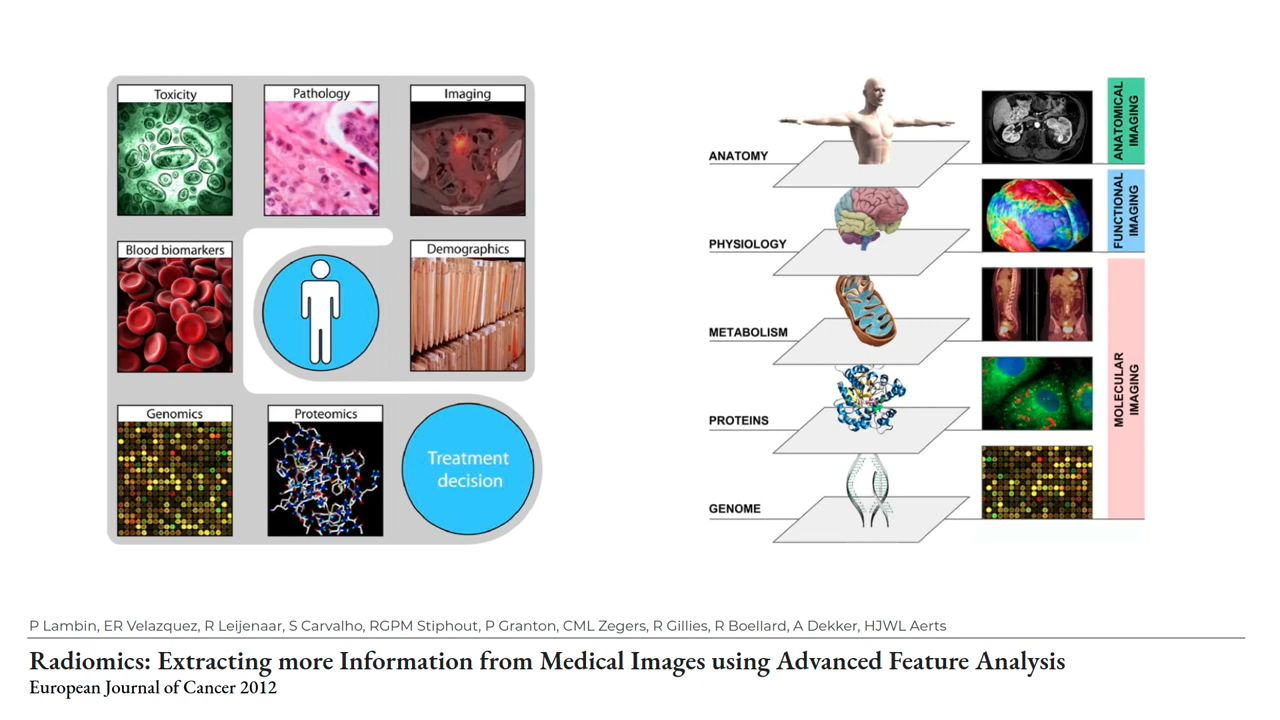 Toxicity
Pathology
Imaging
Blood biomarkers
Demographics
Genomics
Proteomics
Treatment
decision
ANATOMY
PHYSIOLOGY
METABOLISM
PROTEINS
GENOME
ANATOMICAL
IMAGING
FUNCTIONAL
IMAGING
MOLECULAR
IMAGING
P Lambin, ER Velazquez, R Leijenaar, S Carvalho, RGPM Stiphout, P Granton, CML Zegers, R Gillies, R Boellard, A Dekker, HJWL Aerts
Radiomics: Extracting more Information from Medical Images using Advanced Feature Analysis
European Journal of Cancer 2012